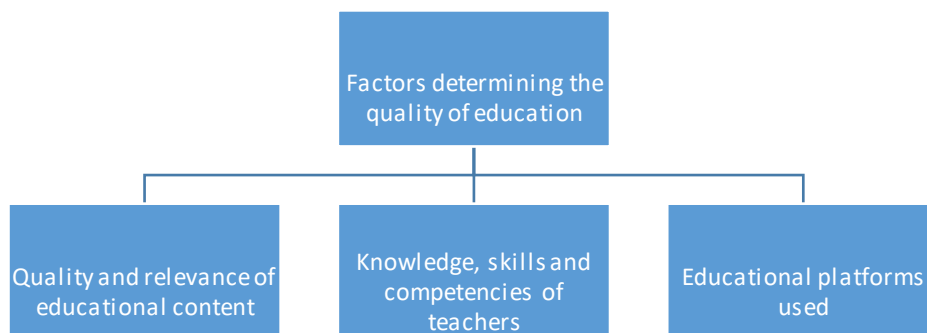 Factors determining the
quality of education
Quality and relevance of
educational content
Knowledge, skills and
competencies of
teachers
Educational platforms
used